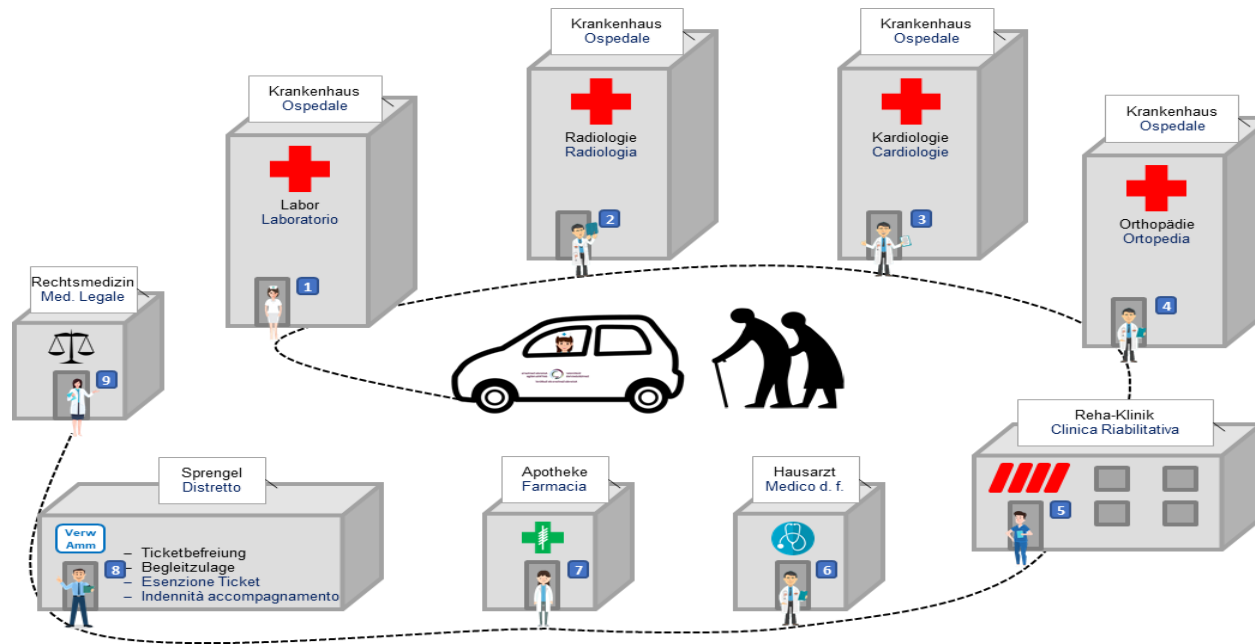 Krankenhaus
Ospedale
Labor
Laboratorio
1
Krankenhaus
Ospedale
Radiologie
Radiologia
2
Krankenhaus
Ospedale
Kardiologie
Cardiologie
3
Krankenhaus
Ospedale
Orthopädie
Ortopedia
4
Reha-Klinik
Clinica Riabilitativa
5
Hausarzt
Medico d. f.
6
Apotheke
Farmacia
7
Sprengel
Distretto
Verw
Amm
– Ticketbefreiung
– Begleitzulage
– Esenzione Ticket
– Indennità accompagnamento
8
Rechtsmedizin
Med. Legale
9